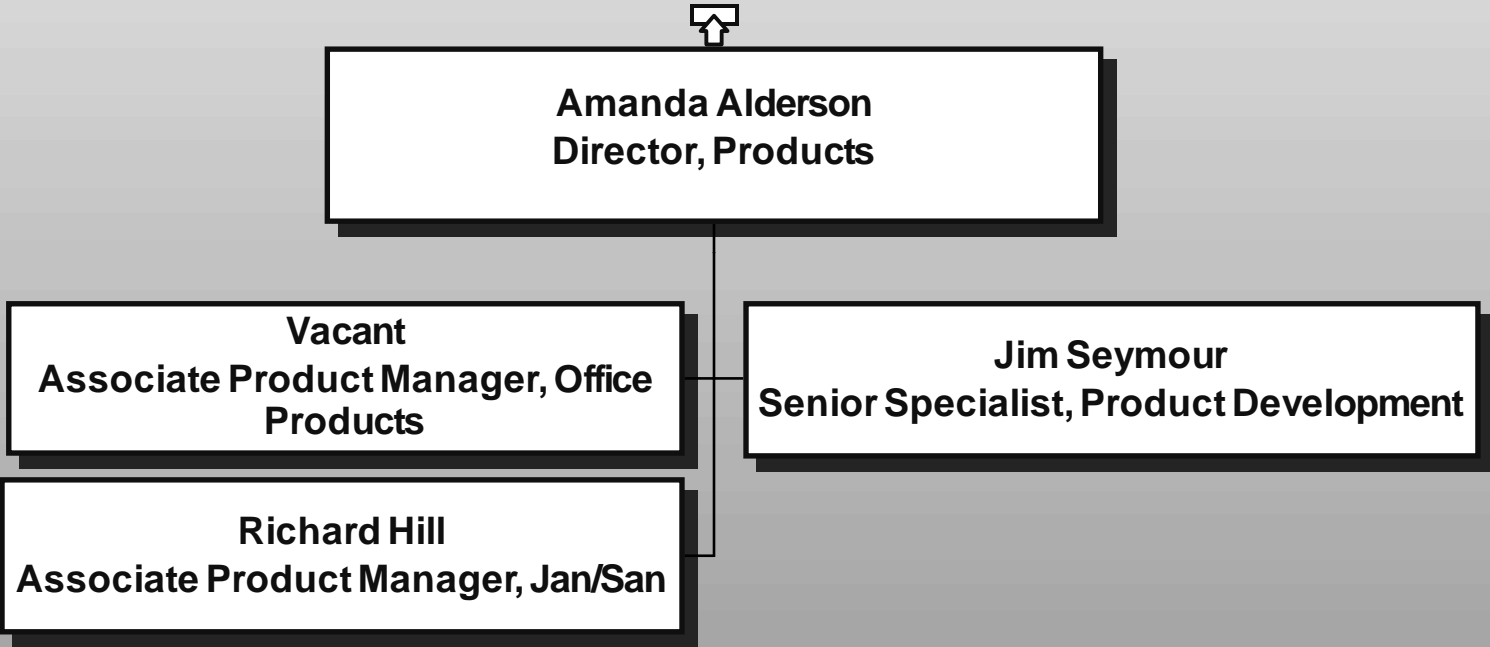 Amanda Alderson
Director, Products
Vacant
Associate Product Manager, Office
Products
Jim Seymour
Senior Specialist, Product Development
Richard Hill
Associate Product Manager, Jan/San